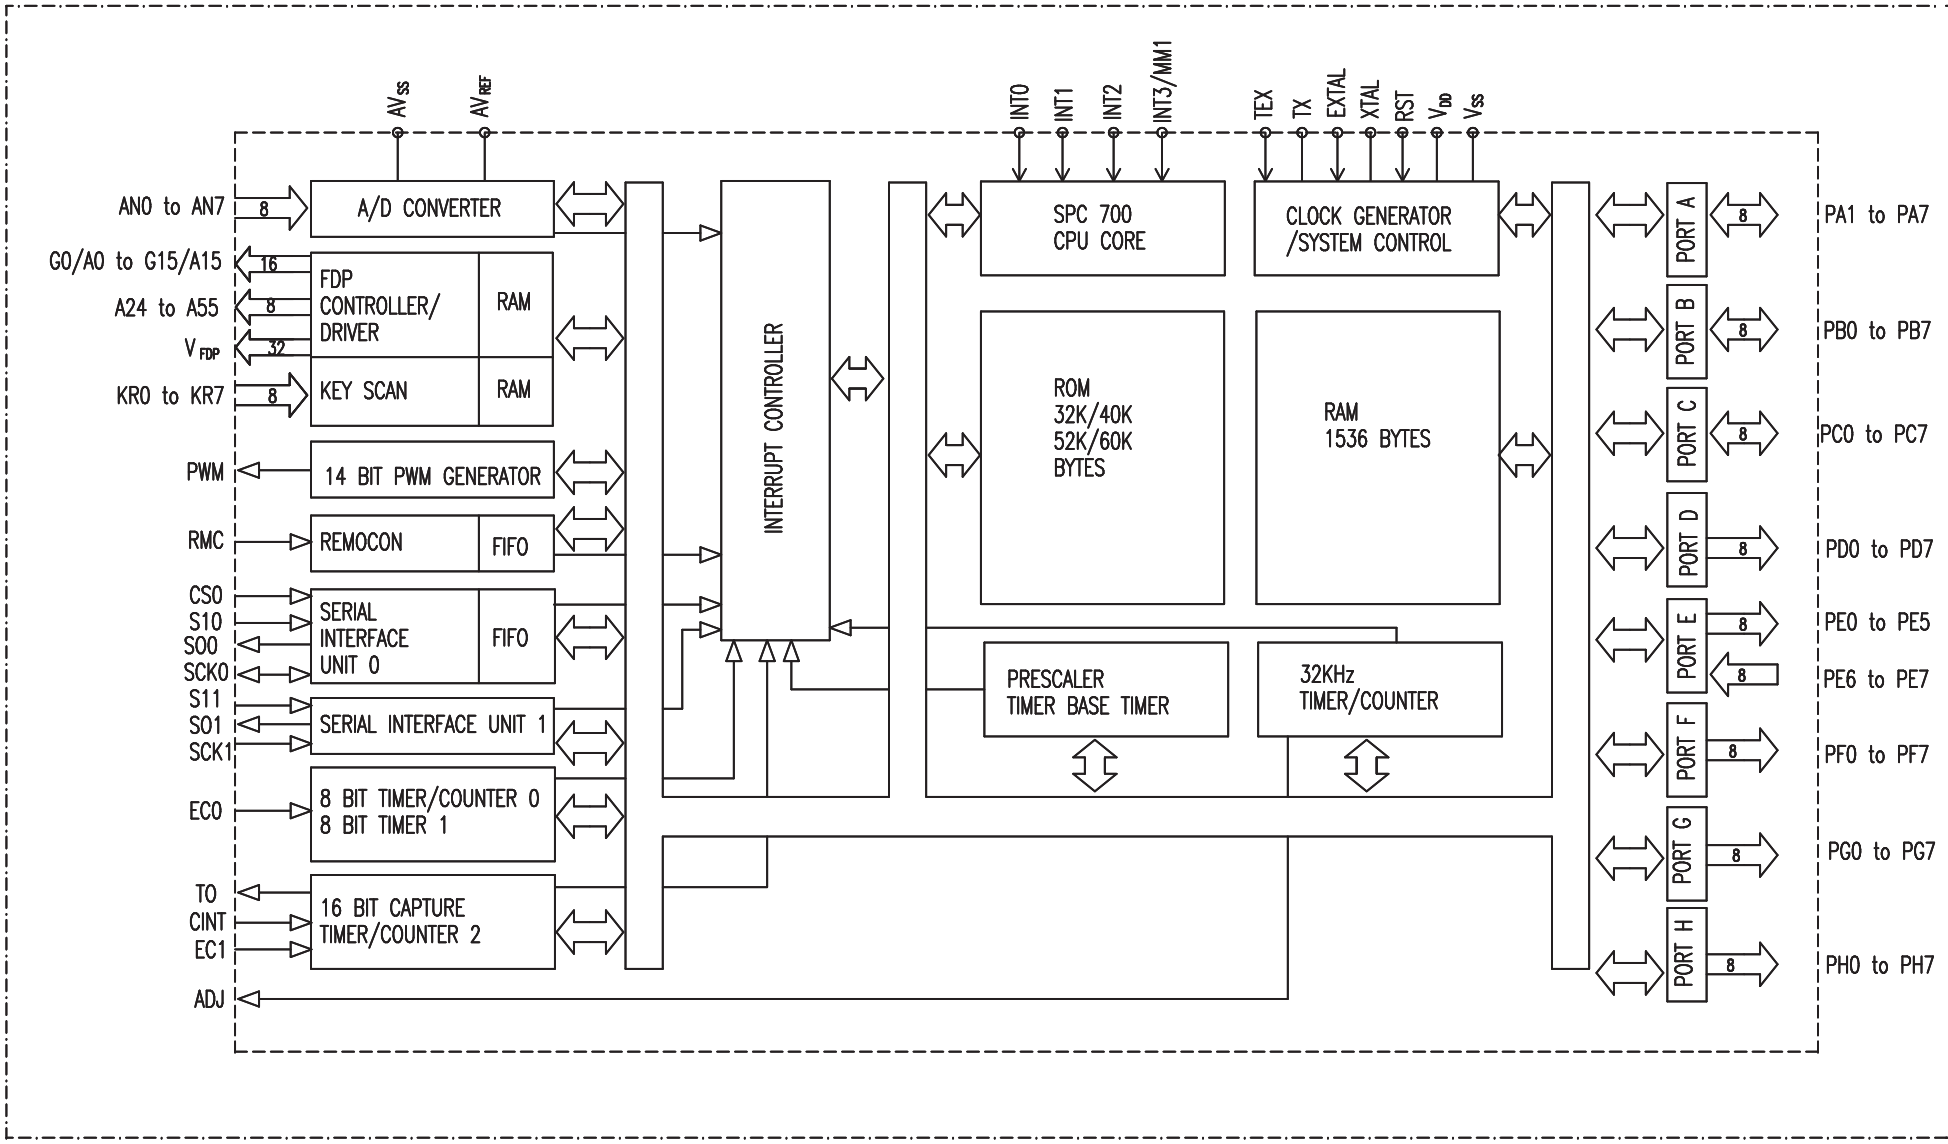 AVSS
AVREF
INT0
INT1
INT2
INT3/MM1
TEX
TX
EXTAL
XTAL
RST
VDD
VSS
AN0 to AN7
8
A/D CONVERTER
G0/A0 to G15/A15
16
A24 to A55
8
VFDP
32
KR0 to KR7
8
FDP
CONTROLLER/
DRIVER
RAM
KEY SCAN
RAM
PWM
14 BIT PWM GENERATOR
RMC
REMOCON
FIFO
CS0
S10
SO0
SCK0
SERIAL
INTERFACE
UNIT 0
FIFO
S11
SO1
SCK1
SERIAL INTERFACE UNIT 1
EC0
8 BIT TIMER/COUNTER 0
8 BIT TIMER 1
TO
CINT
EC1
16 BIT CAPTURE
TIMER/COUNTER 2
ADJ
INTERRUPT CONTROLLER
SPC 700
CPU CORE
CLOCK GENERATOR
/SYSTEM CONTROL
ROM
32K/40K
52K/60K
BYTES
RAM
1536 BYTES
PRESCALER
TIMER BASE TIMER
32KHz
TIMER/COUNTER
PORT A
8
PA1 to PA7
PORT B
8
PB0 to PB7
PORT C
8
PC0 to PC7
PORT D
8
PD0 to PD7
PORT E
8
PE0 to PE5
8
PE6 to PE7
PORT F
8
PF0 to PF7
PORT G
8
PG0 to PG7
PORT H
8
PH0 to PH7